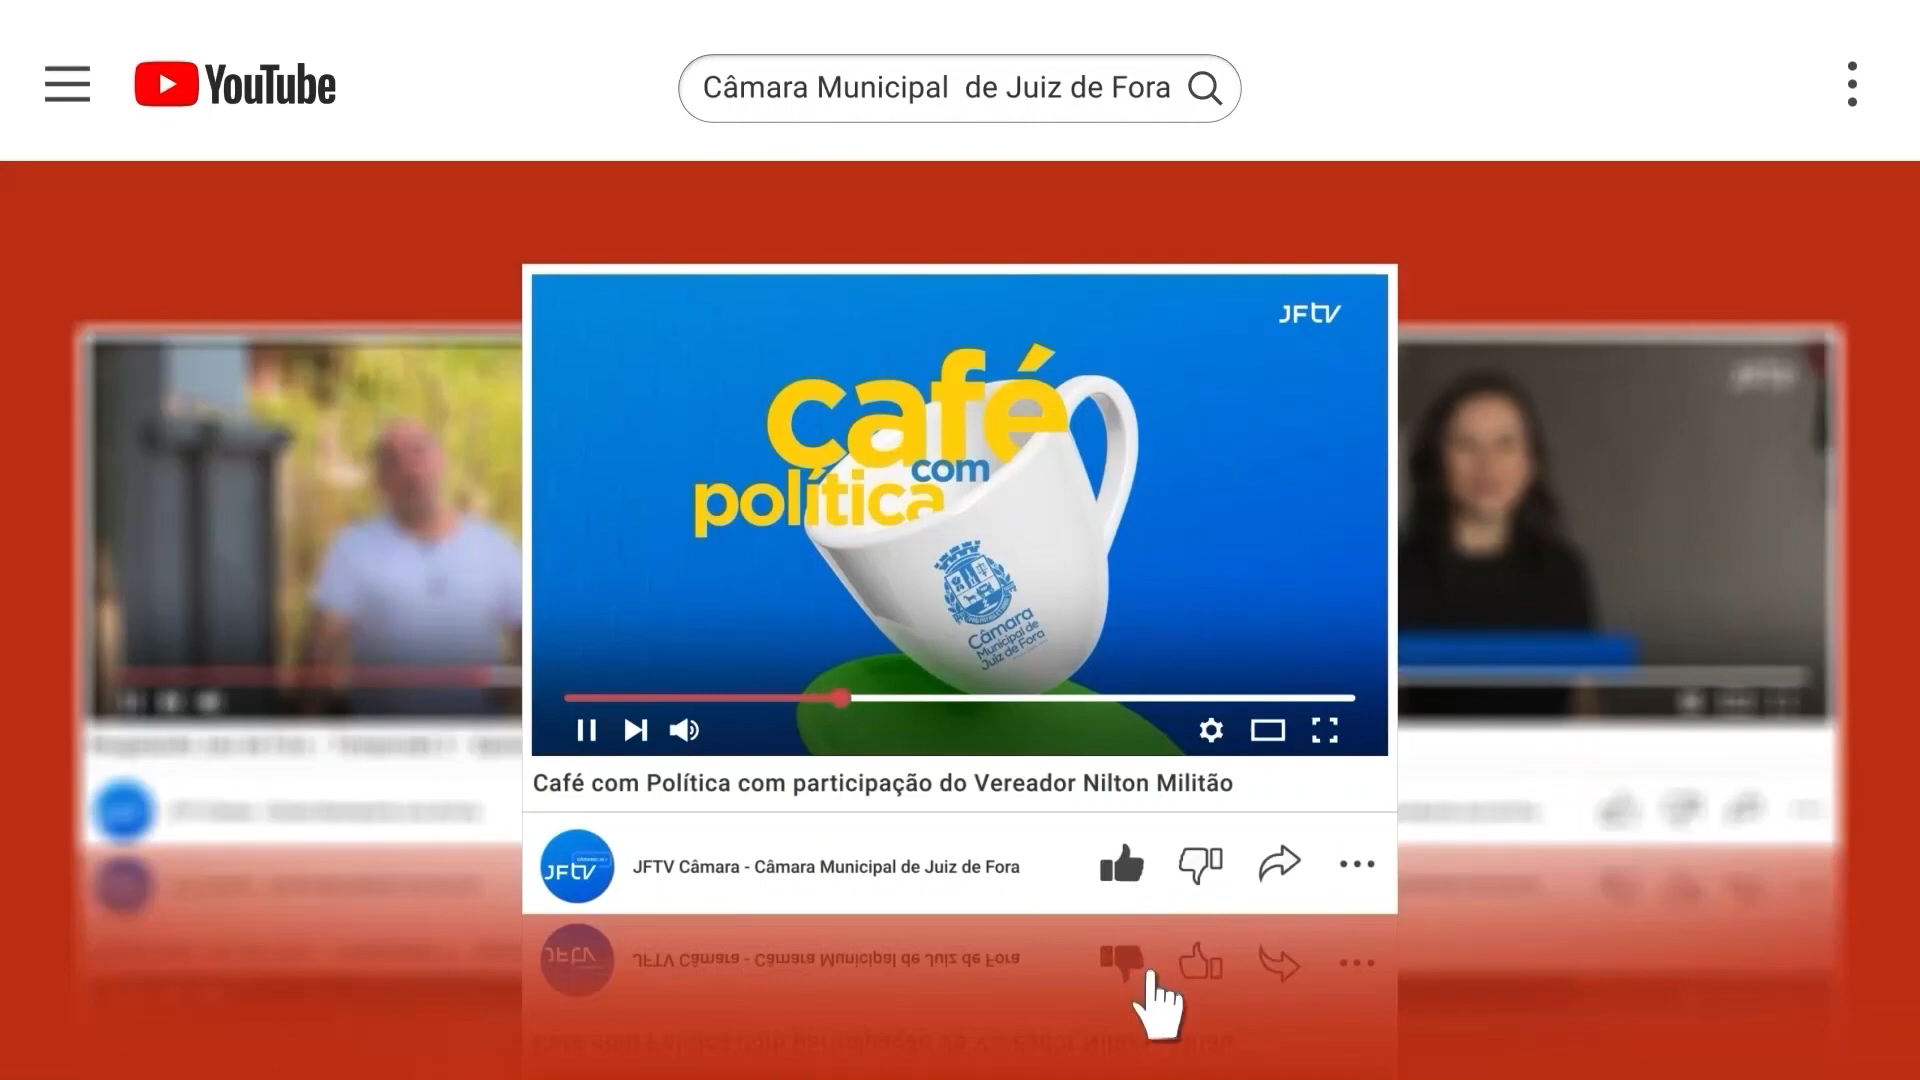 YouTube
Câmara Municipal de Juiz de Fora
JFTV
café
com
política
Câmara
Municipal de
Juiz de Fora
Café com Política com participação do Vereador Nilton Militão
JFTV
JFTV Câmara - Câmara Municipal de Juiz de Fora